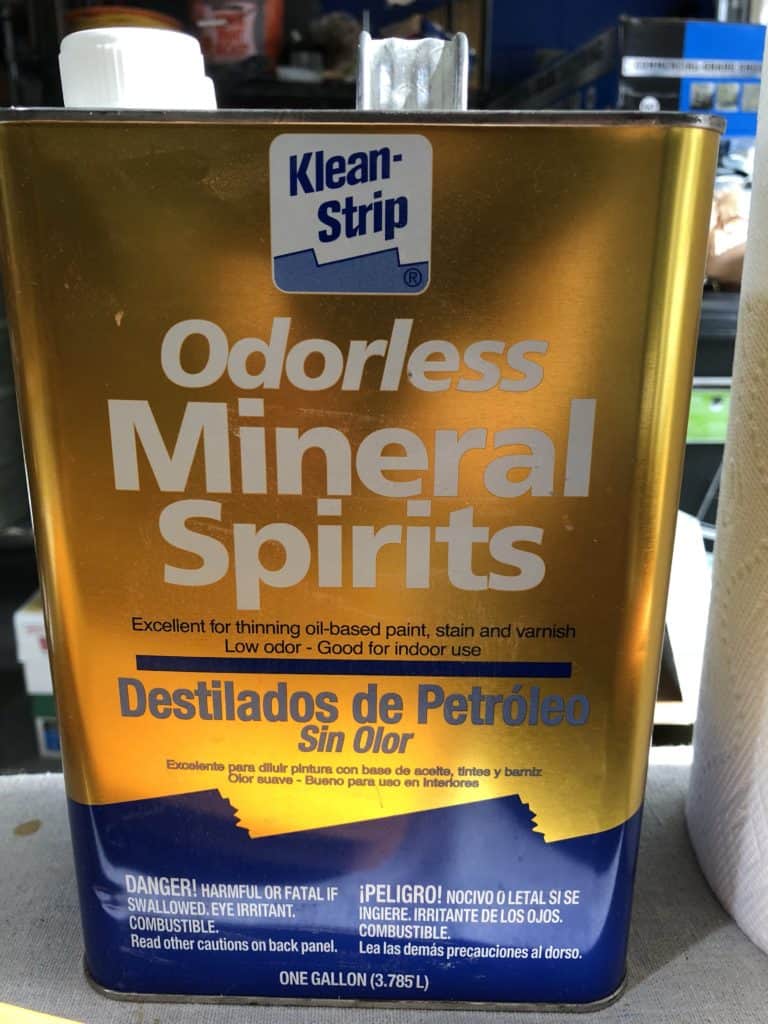 Klean-
Strip
®
Odorless
Mineral
Spirits
Excellent for thinning oil-based paint, stain and varnish
Low odor - Good for indoor use
Destilados de Petróleo
Sin Olor
Excelente para diluir pintura con base de aceite, tintes y barniz
Olor suave - Bueno para uso en interiores
DANGER! HARMFUL OR FATAL IF
SWALLOWED. EYE IRRITANT.
COMBUSTIBLE.
Read other cautions on back panel.
¡PELIGRO! NOCIVO O LETAL SI SE
INGIERE. IRRITANTE DE LOS OJOS.
COMBUSTIBLE.
Lea las demás precauciones al dorso.
ONE GALLON (3.785 L)